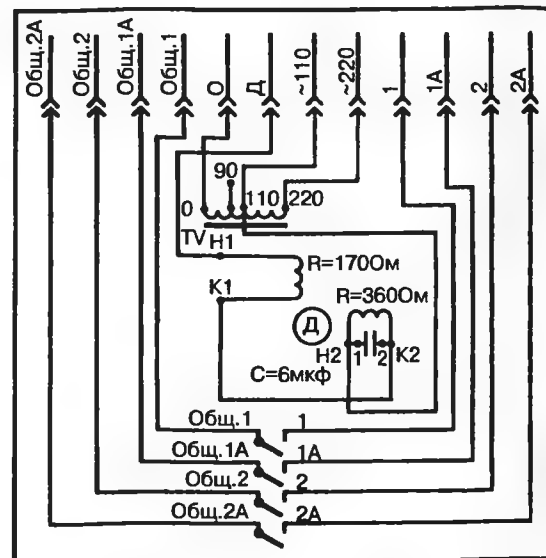 Общ.2А
Общ.2
Общ.1А
Общ.1
О
Д
~110
~220
1
1А
2
2А
90
0
110
220
TV
Н1
R=170Ом
К1
R=360Ом
Д
Н2
1
2
К2
С=6мкф
Общ.1
1
Общ.1А
1А
Общ.2
2
Общ.2А
2А